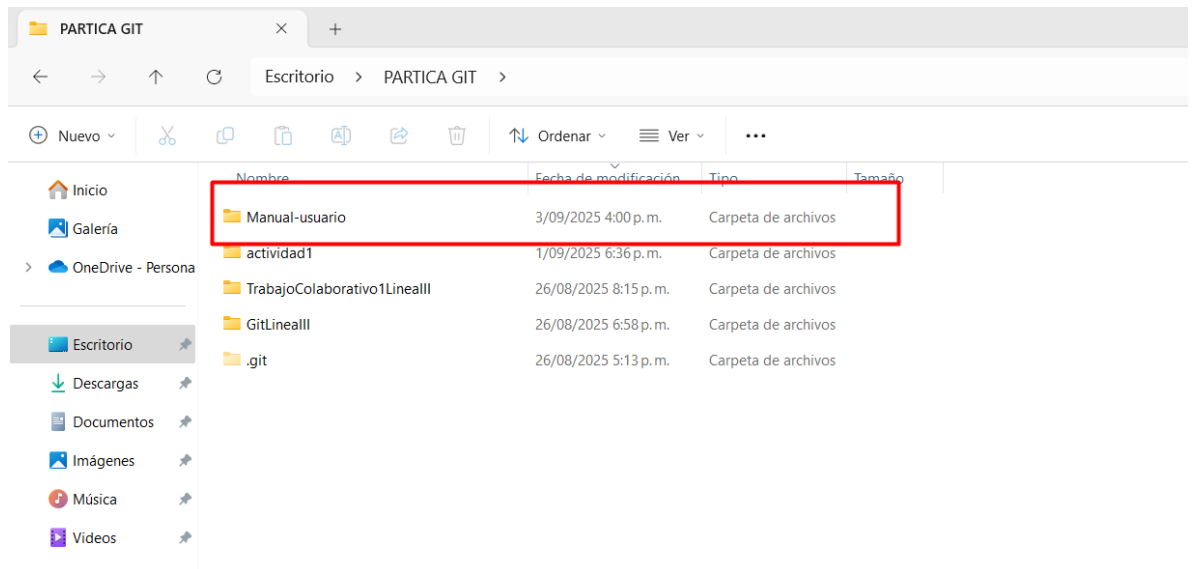 PARTICA GIT
Escritorio > PARTICA GIT >
Nuevo Ordenar Ver
Nombre Fecha de modificación Tipo Tamaño
Inicio
Galería
OneDrive - Persona
Escritorio
Descargas
Documentos
Imágenes
Música
Videos
Manual-usuario 3/09/2025 4:00 p. m. Carpeta de archivos
actividad1 1/09/2025 6:36 p. m. Carpeta de archivos
TrabajoColaborativo1LineaIII 26/08/2025 8:15 p. m. Carpeta de archivos
GitLineaIII 26/08/2025 6:58 p. m. Carpeta de archivos
.git 26/08/2025 5:13 p. m. Carpeta de archivos